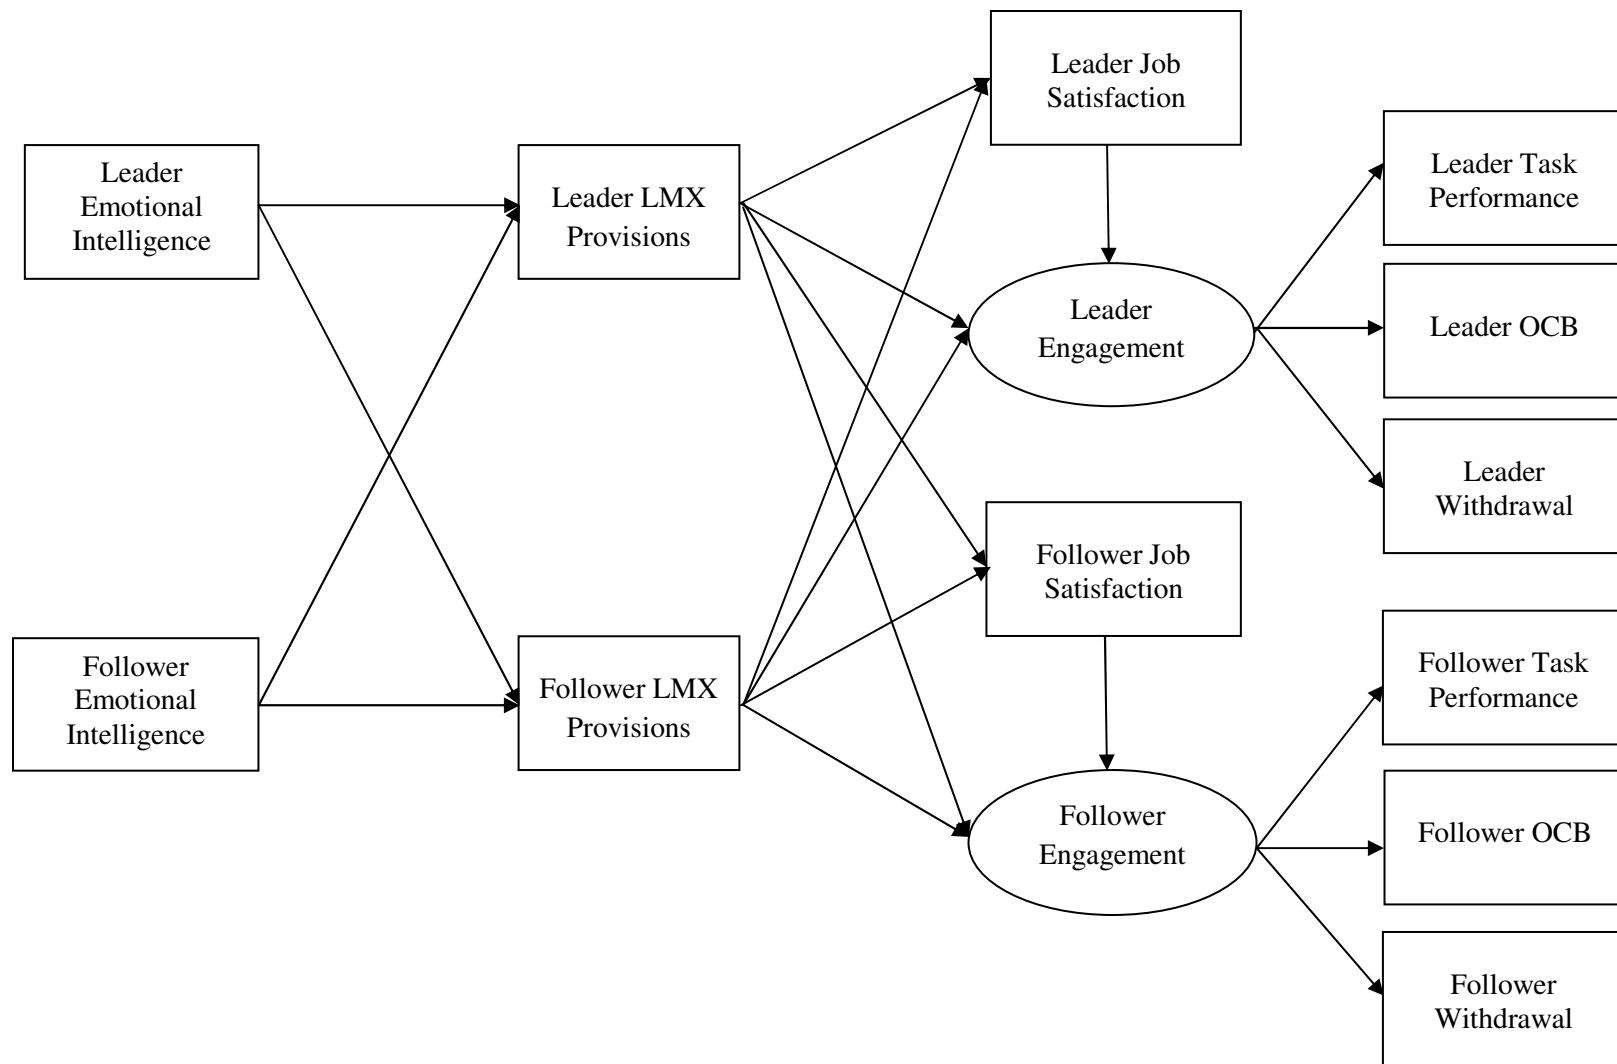 Leader
Emotional
Intelligence
Follower
Emotional
Intelligence
Leader LMX
Provisions
Follower LMX
Provisions
Leader Job
Satisfaction
Leader
Engagement
Follower Job
Satisfaction
Follower
Engagement
Leader Task
Performance
Leader OCB
Leader
Withdrawal
Follower Task
Performance
Follower OCB
Follower
Withdrawal